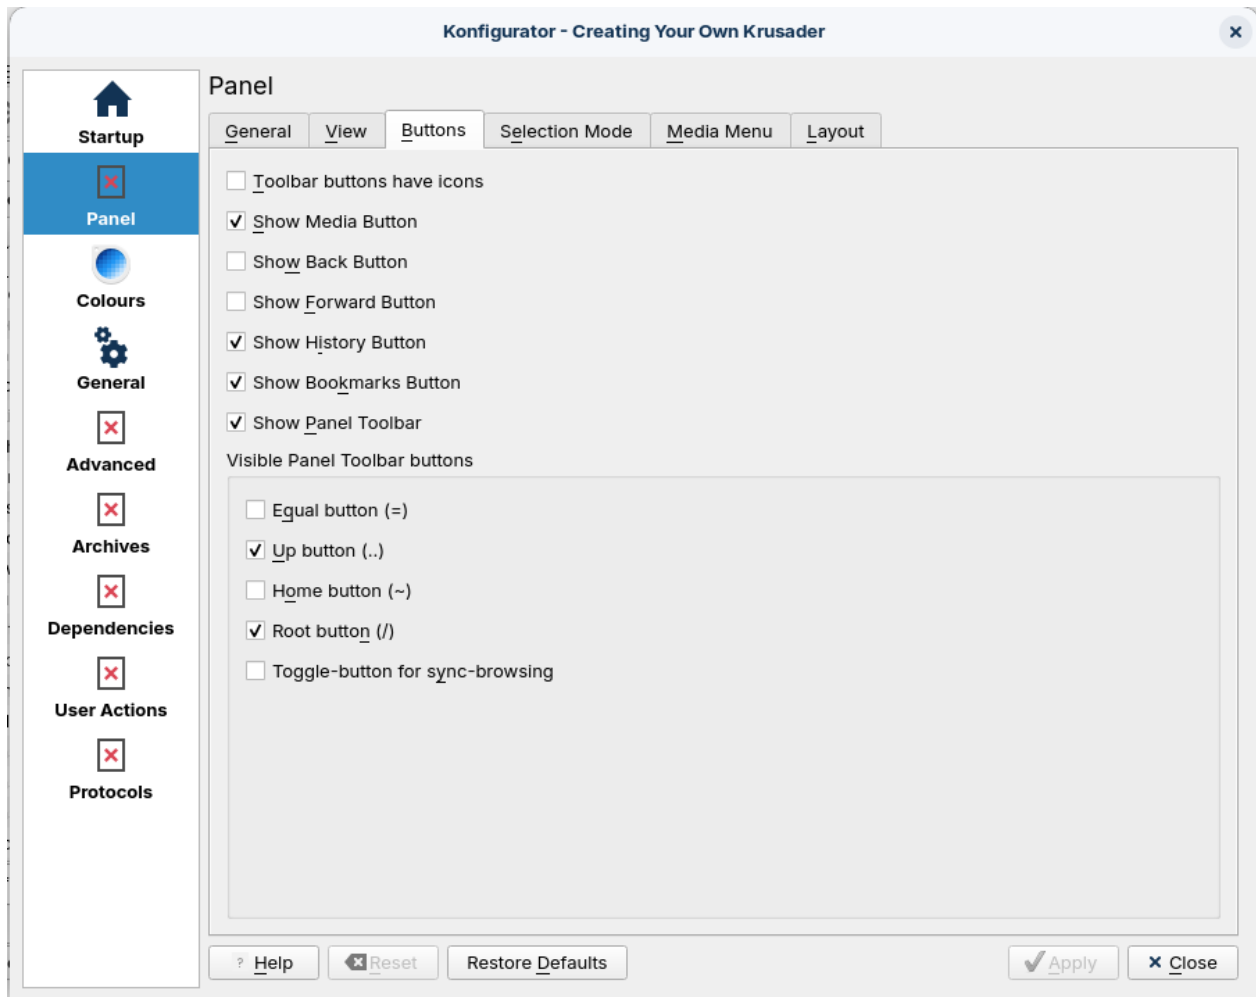 Konfigurator - Creating Your Own Krusader
Startup
Panel
Colours
General
Advanced
Archives
Dependencies
User Actions
Protocols
Panel
General View Buttons Selection Mode Media Menu Layout
Toolbar buttons have icons
Show Media Button
Show Back Button
Show Forward Button
Show History Button
Show Bookmarks Button
Show Panel Toolbar
Visible Panel Toolbar buttons
Equal button (=)
Up button (..)
Home button (~)
Root button (/)
Toggle-button for sync-browsing
? Help Reset Restore Defaults Apply Close